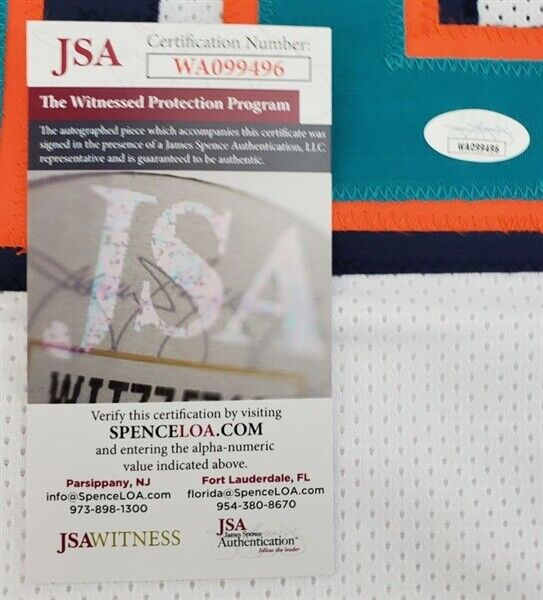 JSA
Certification Number:
WA099496
The Witnessed Protection Program
The autographed piece which accompanies this certificate was
signed in the presence of a James Spence Authentication, LLC
representative and is guaranteed to be authentic.
JSA
Verify this certification by visiting
SPENCELOA.COM
and entering the alpha-numeric
value indicated above.
Parsippany, NJ
info@SpenceLOA.com
973-898-1300
Fort Lauderdale, FL
florida@SpenceLOA.com
954-380-8670
JSAWITNESS
JSA
James Spence
Authentication
follow the leader
WA099496